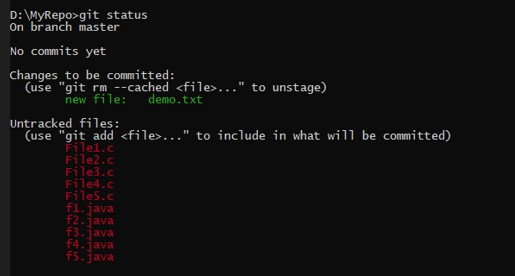 D:\MyRepo>git status
On branch master
No commits yet
Changes to be committed:
(use "git rm --cached <file>..." to unstage)
new file:   demo.txt
Untracked files:
(use "git add <file>..." to include in what will be committed)
File1.c
File2.c
File3.c
File4.c
File5.c
f1.java
f2.java
f3.java
f4.java
f5.java